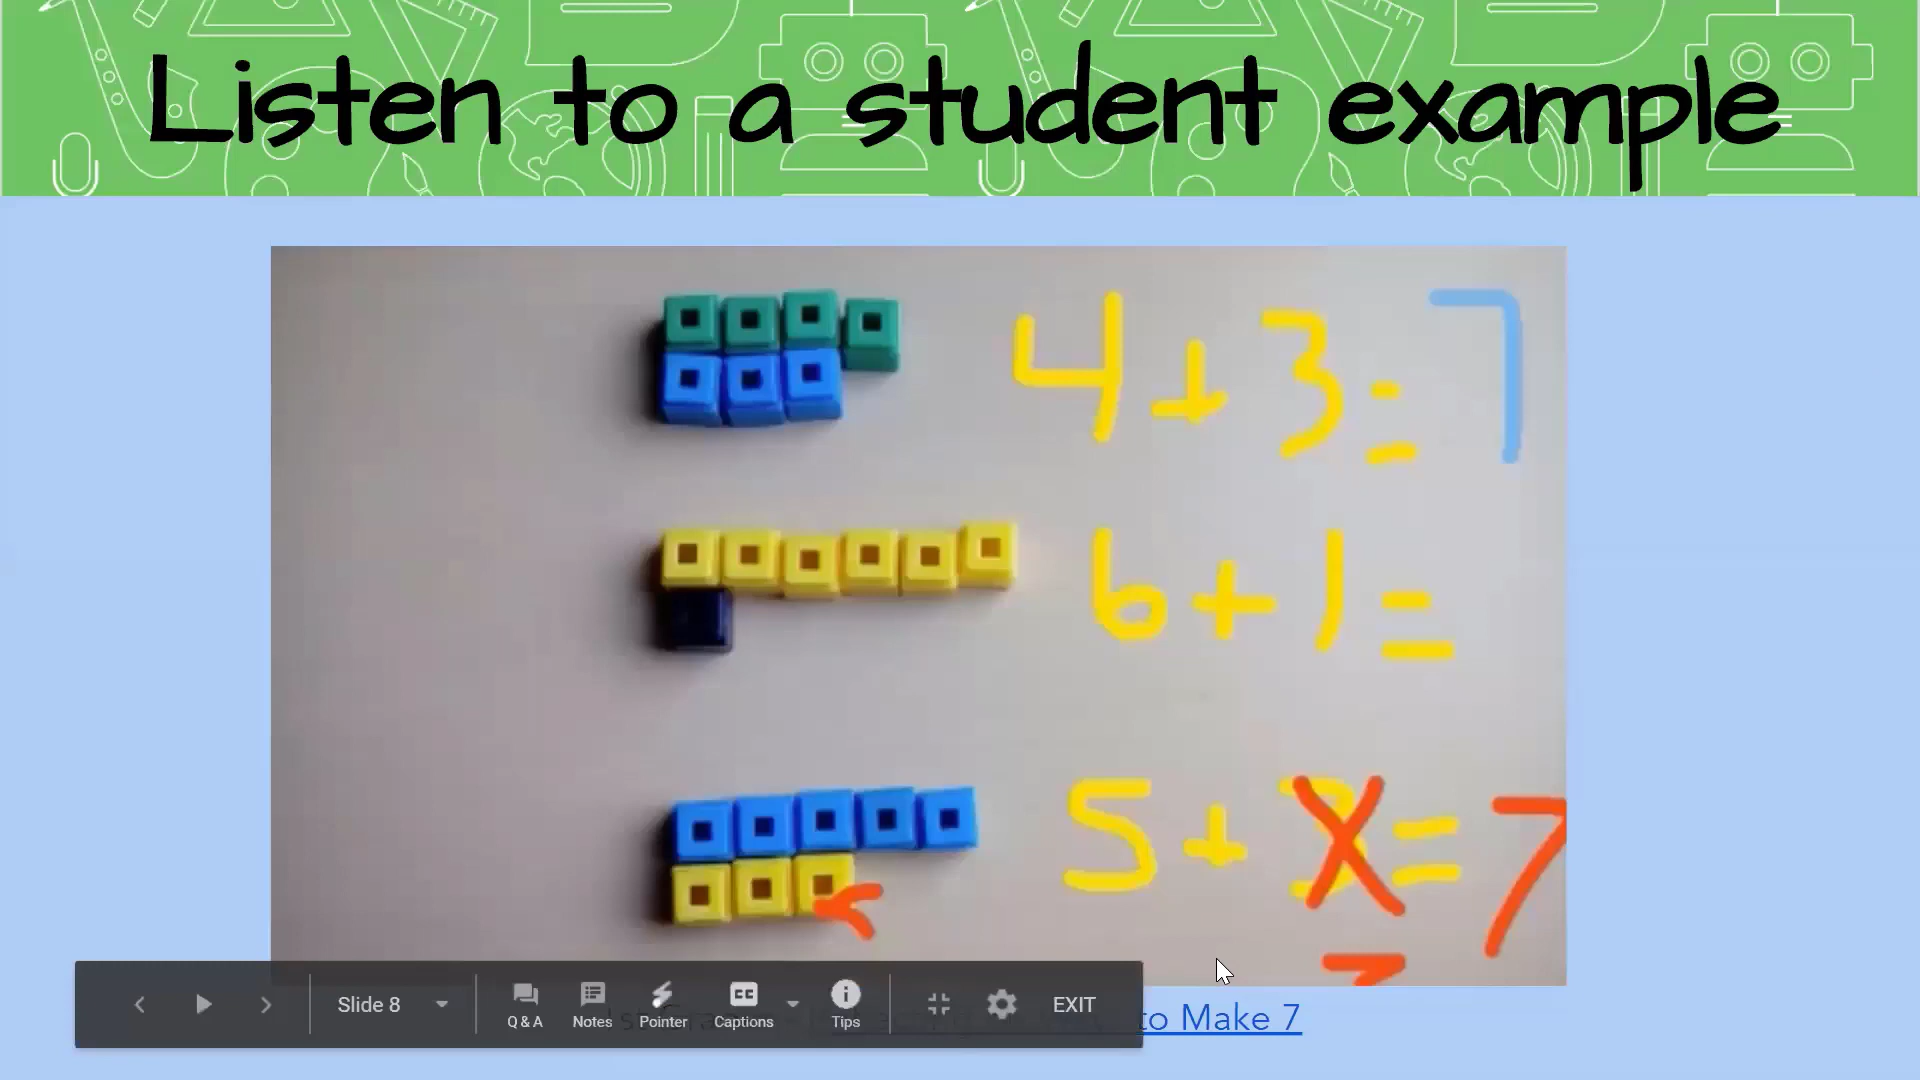 Listen to a student example
4 + 3 = 7
6 + 1 =
5 + 3 = 7
Slide 8
Q & A
Notes
Pointer
Captions
Tips
EXIT
to Make 7